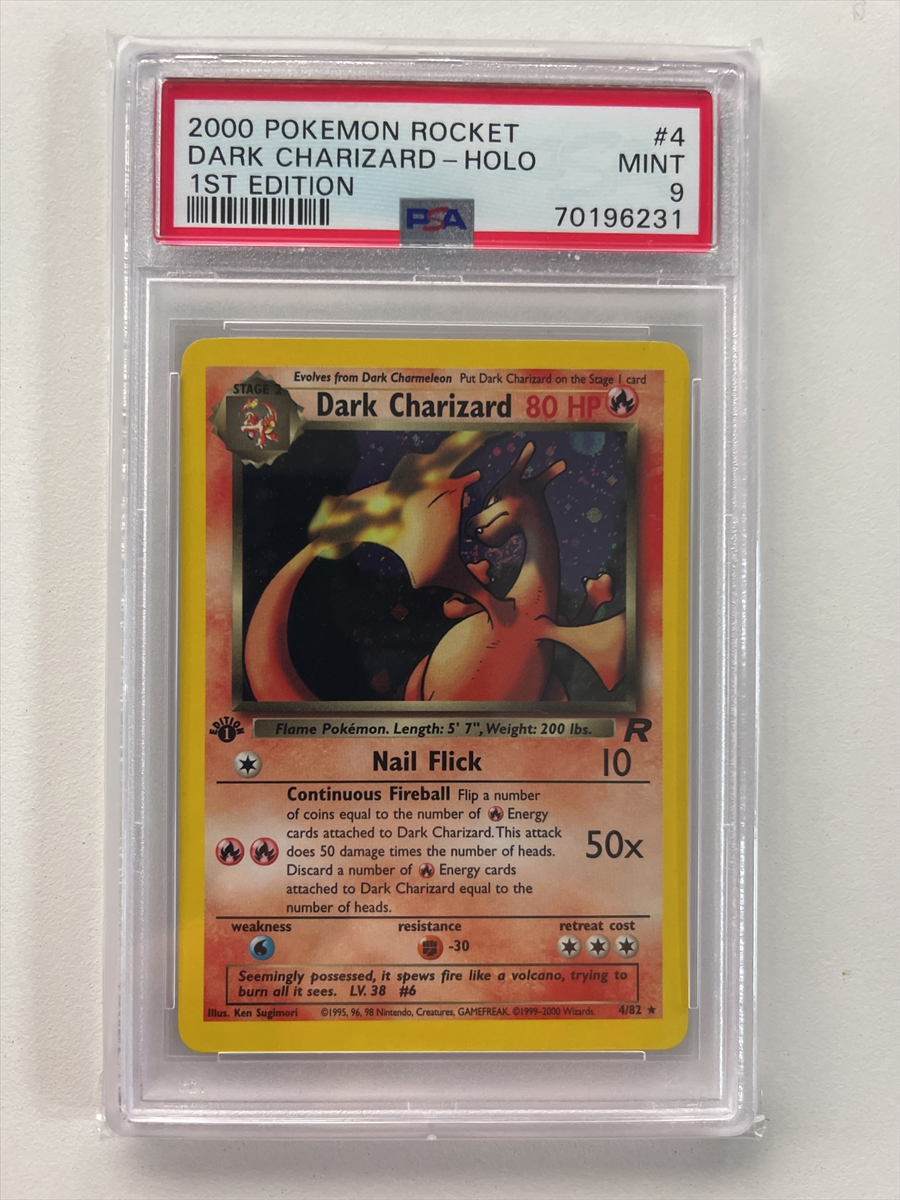 2000 POKEMON ROCKET #4
DARK CHARIZARD - HOLO MINT
1ST EDITION 9
PSA 70196231
Evolves from Dark Charmeleon Put Dark Charizard on the Stage 1 card
STAGE 2
Dark Charizard 80 HP
EDITION
1
Flame Pokémon. Length: 5' 7", Weight: 200 lbs. R
Nail Flick 10
Continuous Fireball Flip a number
of coins equal to the number of Energy
cards attached to Dark Charizard. This attack
does 50 damage times the number of heads. 50x
Discard a number of Energy cards
attached to Dark Charizard equal to the
number of heads.
weakness resistance retreat cost
-30
Seemingly possessed, it spews fire like a volcano, trying to
burn all it sees. LV. 38 #6
Illus. Ken Sugimori ©1995, 96, 98 Nintendo, Creatures, GAMEFREAK. ©1999-2000 Wizards. 4/82 ★